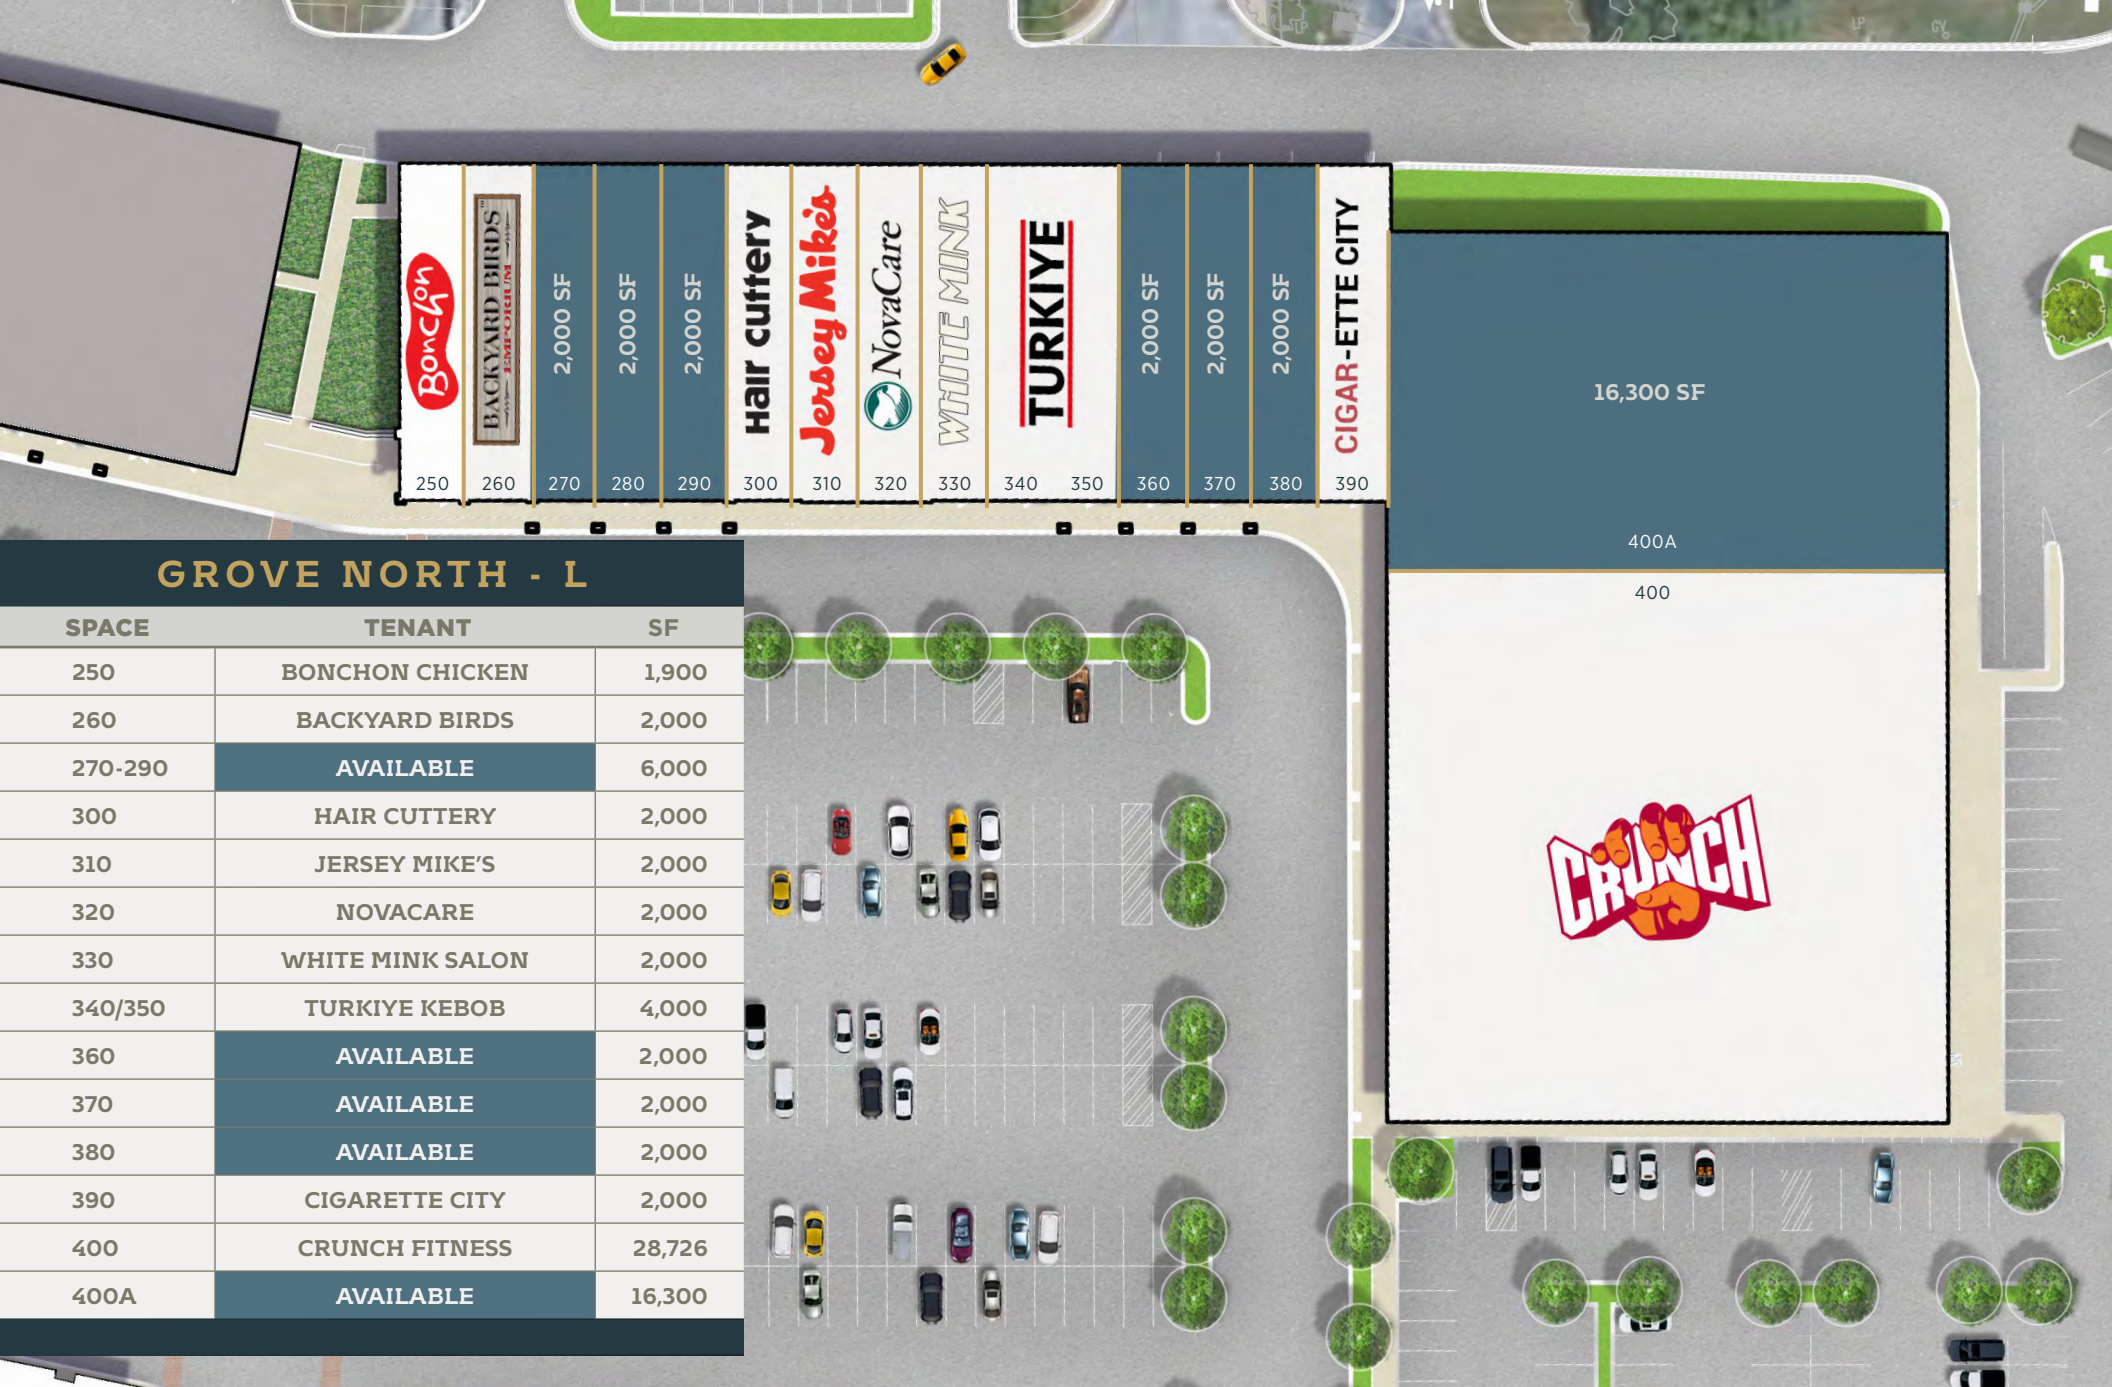 LP
GV
Bonchon
BACKYARD BIRDS
EMPORIUM
2,000 SF
2,000 SF
2,000 SF
Hair cuttery
Jersey Mike's
NovaCare
WHITE MINK
TURKIYE
2,000 SF
2,000 SF
2,000 SF
CIGAR-ETTE CITY
250 260 270 280 290 300 310 320 330 340 350 360 370 380 390
16,300 SF
400A
400
CRUNCH
GROVE NORTH - L
SPACE TENANT SF
250 BONCHON CHICKEN 1,900
260 BACKYARD BIRDS 2,000
270-290 AVAILABLE 6,000
300 HAIR CUTTERY 2,000
310 JERSEY MIKE'S 2,000
320 NOVACARE 2,000
330 WHITE MINK SALON 2,000
340/350 TURKIYE KEBOB 4,000
360 AVAILABLE 2,000
370 AVAILABLE 2,000
380 AVAILABLE 2,000
390 CIGARETTE CITY 2,000
400 CRUNCH FITNESS 28,726
400A AVAILABLE 16,300